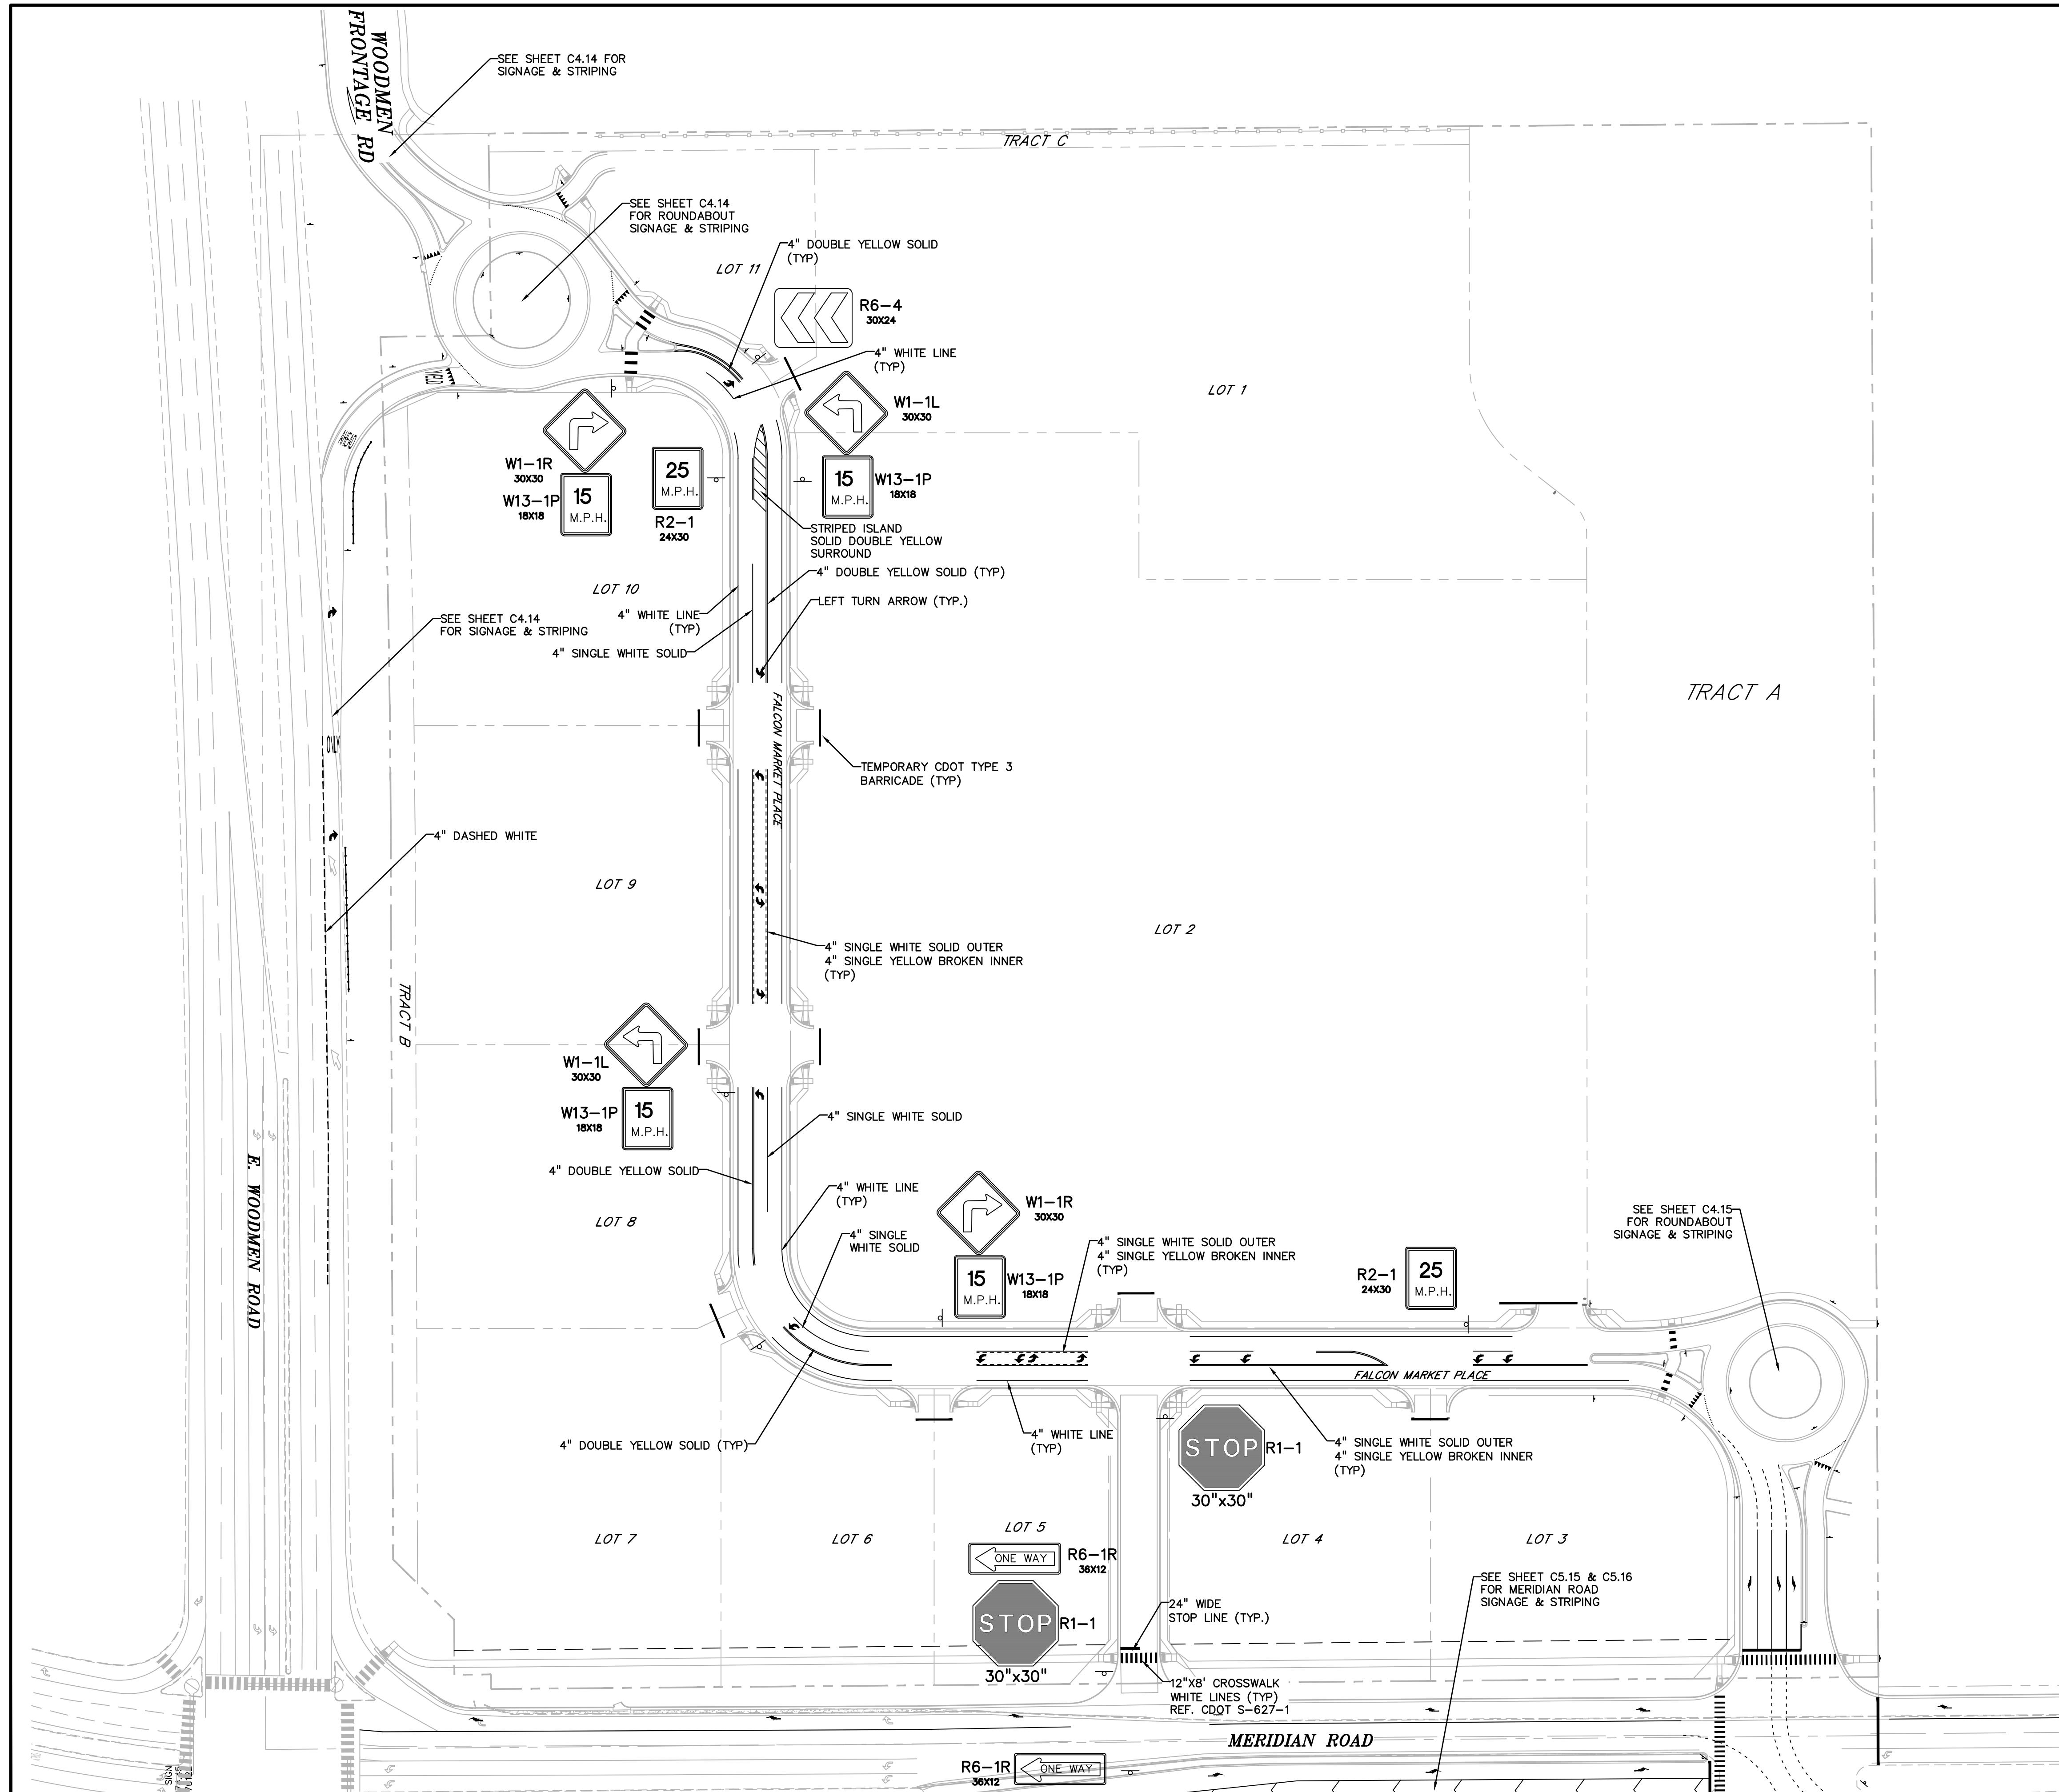 WOODMEN
FRONTAGE RD
SEE SHEET C4.14 FOR
SIGNAGE & STRIPING
TRACT C
SEE SHEET C4.14
FOR ROUNDABOUT
SIGNAGE & STRIPING
4" DOUBLE YELLOW SOLID
(TYP)
LOT 11
R6-4
30X24
4" WHITE LINE
(TYP)
LOT 1
YIELD
AHEAD
W1-1L
30X30
W1-1R
30X30
W13-1P
18X18
15
M.P.H.
25
M.P.H.
R2-1
24X30
15
M.P.H.
W13-1P
18X18
STRIPED ISLAND
SOLID DOUBLE YELLOW
SURROUND
4" DOUBLE YELLOW SOLID (TYP)
LEFT TURN ARROW (TYP.)
LOT 10
4" WHITE LINE
(TYP)
SEE SHEET C4.14
FOR SIGNAGE & STRIPING
4" SINGLE WHITE SOLID
TRACT A
FALCON MARKET PLACE
ONLY
TEMPORARY CDOT TYPE 3
BARRICADE (TYP)
4" DASHED WHITE
LOT 9
LOT 2
4" SINGLE WHITE SOLID OUTER
4" SINGLE YELLOW BROKEN INNER
(TYP)
TRACT B
W1-1L
30X30
W13-1P
18X18
15
M.P.H.
4" SINGLE WHITE SOLID
4" DOUBLE YELLOW SOLID
E. WOODMEN ROAD
4" WHITE LINE
(TYP)
LOT 8
4" SINGLE
WHITE SOLID
W1-1R
30X30
15
M.P.H.
W13-1P
18X18
4" SINGLE WHITE SOLID OUTER
4" SINGLE YELLOW BROKEN INNER
(TYP)
R2-1
24X30
25
M.P.H.
SEE SHEET C4.15
FOR ROUNDABOUT
SIGNAGE & STRIPING
FALCON MARKET PLACE
4" DOUBLE YELLOW SOLID (TYP)
4" WHITE LINE
(TYP)
STOP
R1-1
30"x30"
4" SINGLE WHITE SOLID OUTER
4" SINGLE YELLOW BROKEN INNER
(TYP)
LOT 7
LOT 6
LOT 5
LOT 4
LOT 3
ONE WAY
R6-1R
36X12
STOP
R1-1
30"x30"
24" WIDE
STOP LINE (TYP.)
SEE SHEET C5.15 & C5.16
FOR MERIDIAN ROAD
SIGNAGE & STRIPING
12"X8' CROSSWALK
WHITE LINES (TYP)
REF. CDOT S-627-1
MERIDIAN ROAD
R6-1R
36X12
ONE WAY
SIGN